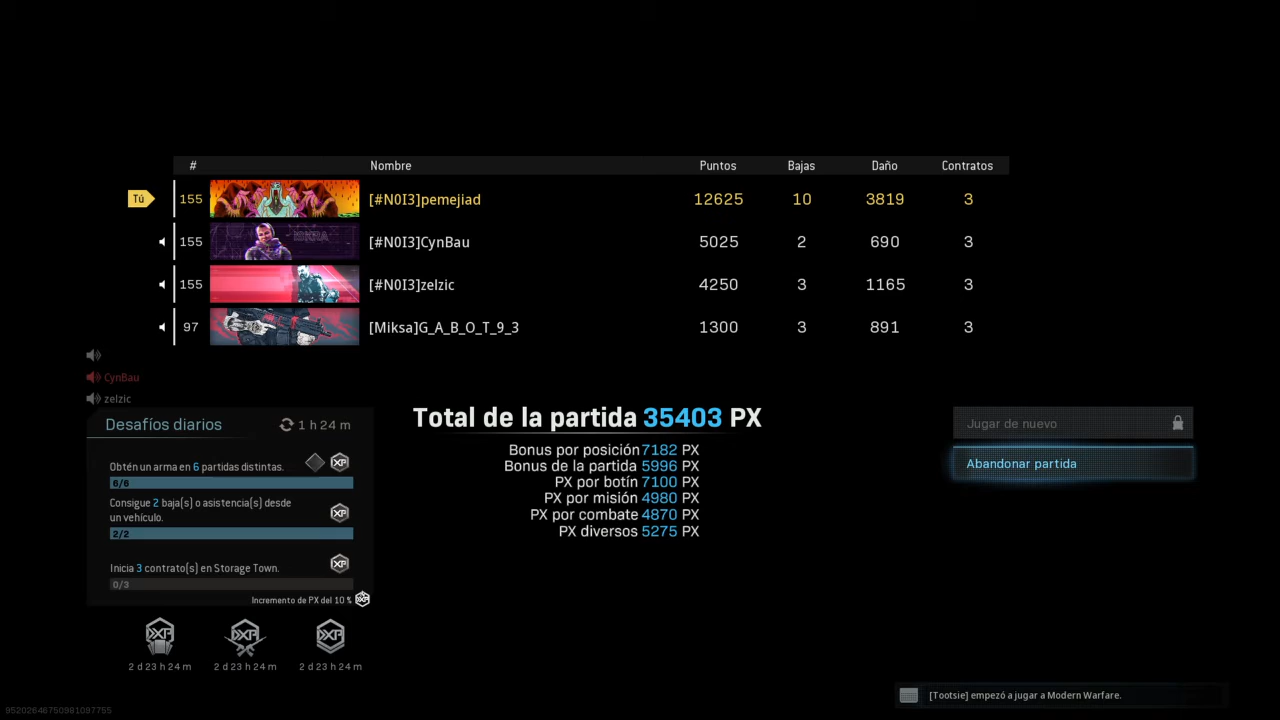 # Nombre Puntos Bajas Daño Contratos
Tú 155 [#N0I3]pemejiad 12625 10 3819 3
155 [#N0I3]CynBau 5025 2 690 3
155 [#N0I3]zelzic 4250 3 1165 3
97 [Miksa]G_A_B_O_T_9_3 1300 3 891 3
CynBau
zelzic
Desafíos diarios 1 h 24 m
Obtén un arma en 6 partidas distintas. XP
6/6
Consigue 2 baja(s) o asistencia(s) desde
un vehículo. XP
2/2
Inicia 3 contrato(s) en Storage Town. XP
0/3
Incremento de PX del 10 %
2 d 23 h 24 m 2 d 23 h 24 m 2 d 23 h 24 m
Total de la partida 35403 PX
Bonus por posición 7182 PX
Bonus de la partida 5996 PX
PX por botín 7100 PX
PX por misión 4980 PX
PX por combate 4870 PX
PX diversos 5275 PX
Jugar de nuevo
Abandonar partida
[Tootsie] empezó a jugar a Modern Warfare.